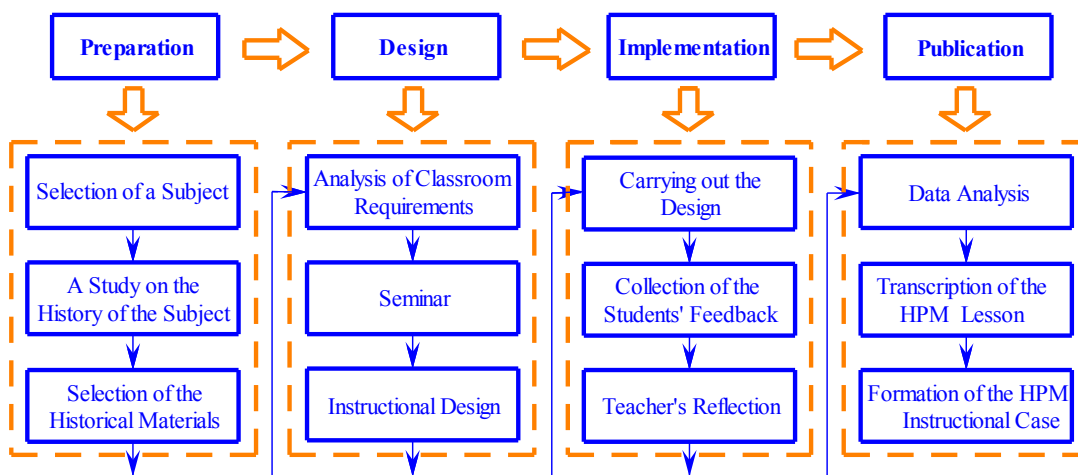 Preparation
Design
Implementation
Publication
Selection of a Subject
A Study on the
History of the Subject
Selection of the
Historical Materials
Analysis of Classroom
Requirements
Seminar
Instructional Design
Carrying out the
Design
Collection of the
Students' Feedback
Teacher's Reflection
Data Analysis
Transcription of the
HPM Lesson
Formation of the HPM
Instructional Case